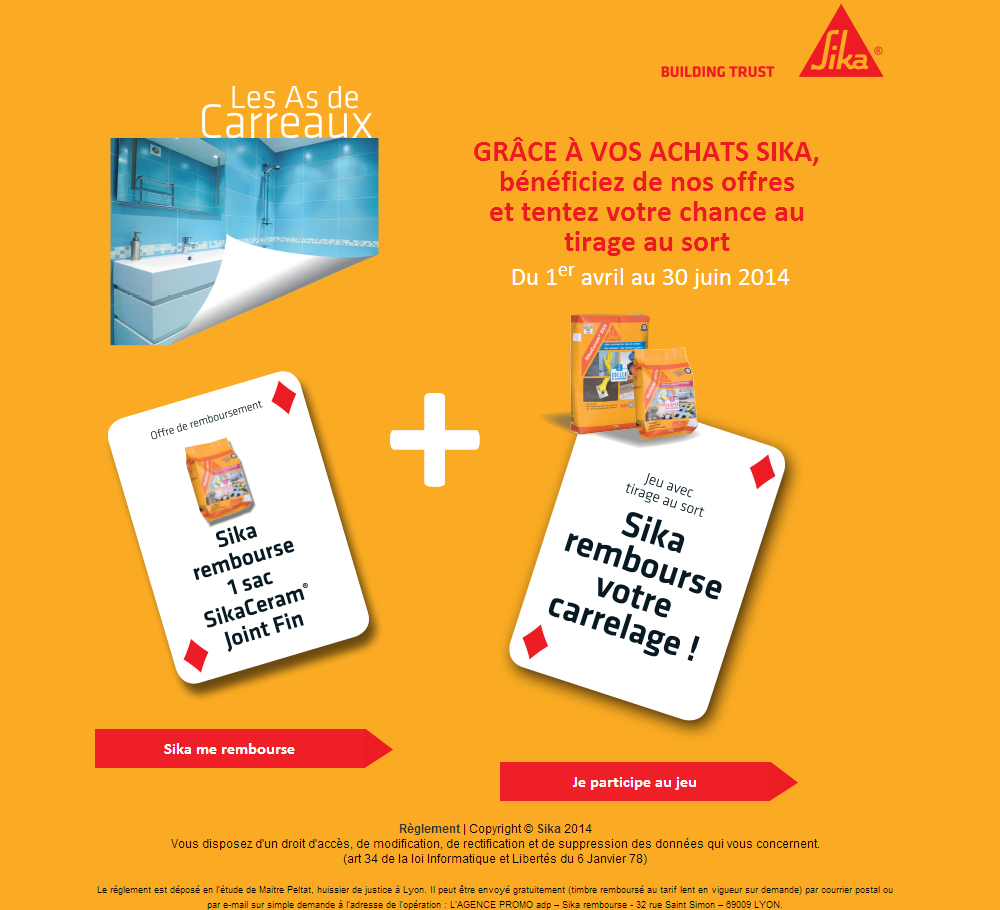 Sika®
BUILDING TRUST
Les As de
Carreaux
GRÂCE À VOS ACHATS SIKA,
bénéficiez de nos offres
et tentez votre chance au
tirage au sort
Du 1er avril au 30 juin 2014
Offre de remboursement
Sika
rembourse
1 sac
SikaCeram®
Joint Fin
Jeu avec
tirage au sort
Sika
rembourse
votre
carrelage !
Sika me rembourse
Je participe au jeu
Règlement | Copyright © Sika 2014
Vous disposez d'un droit d'accès, de modification, de rectification et de suppression des données qui vous concernent.
(art 34 de la loi Informatique et Libertés du 6 Janvier 78)
Le règlement est déposé en l'étude de Maitre Peltat, huissier de justice à Lyon. Il peut être envoyé gratuitement (timbre remboursé au tarif lent en vigueur sur demande) par courrier postal ou
par e-mail sur simple demande à l'adresse de l'opération : L'AGENCE PROMO adp – Sika rembourse - 32 rue Saint Simon – 69009 LYON.